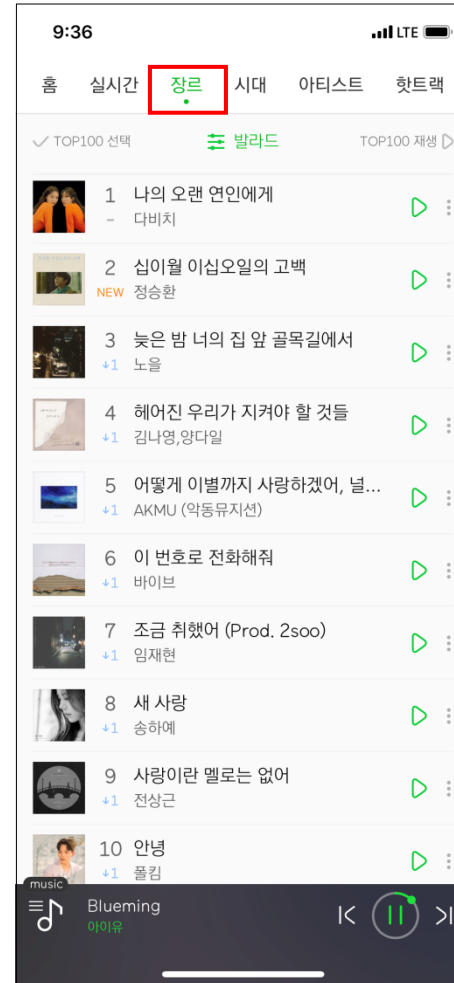 9:36 LTE
홈 실시간 장르 시대 아티스트 핫트랙
TOP100 선택 발라드 TOP100 재생
1 나의 오랜 연인에게
– 다비치
2 십이월 이십오일의 고백
NEW 정승환
3 늦은 밤 너의 집 앞 골목길에서
↓1 노을
4 헤어진 우리가 지켜야 할 것들
↓1 김나영,양다일
5 어떻게 이별까지 사랑하겠어, 널...
↓1 AKMU (악동뮤지션)
6 이 번호로 전화해줘
↓1 바이브
7 조금 취했어 (Prod. 2soo)
↓1 임재현
8 새 사랑
↓1 송하예
9 사랑이란 멜로는 없어
↓1 전상근
10 안녕
↓1 폴킴
music
Blueming
아이유